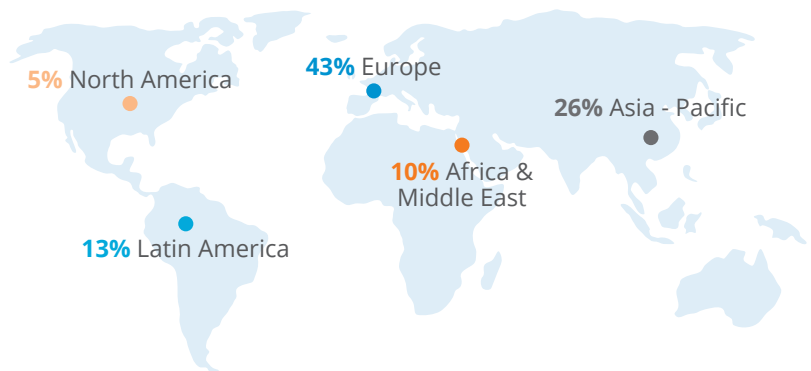 5% North America
43% Europe
26% Asia - Pacific
10% Africa &
Middle East
13% Latin America